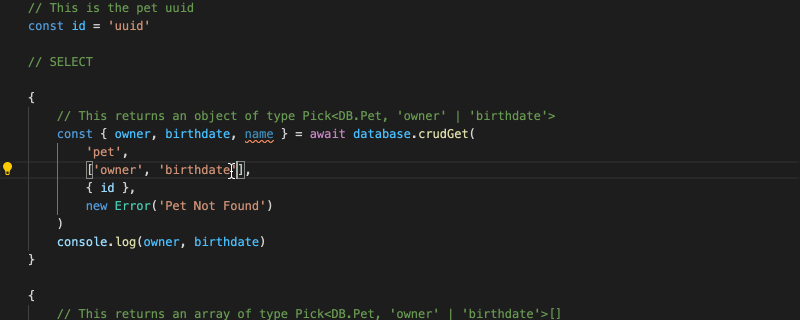 // This is the pet uuid
const id = 'uuid'
// SELECT
{
// This returns an object of type Pick<DB.Pet, 'owner' | 'birthdate'>
const { owner, birthdate, name } = await database.crudGet(
'pet',
['owner', 'birthdate'],
{ id },
new Error('Pet Not Found')
)
console.log(owner, birthdate)
}
{
// This returns an array of type Pick<DB.Pet, 'owner' | 'birthdate'>[]